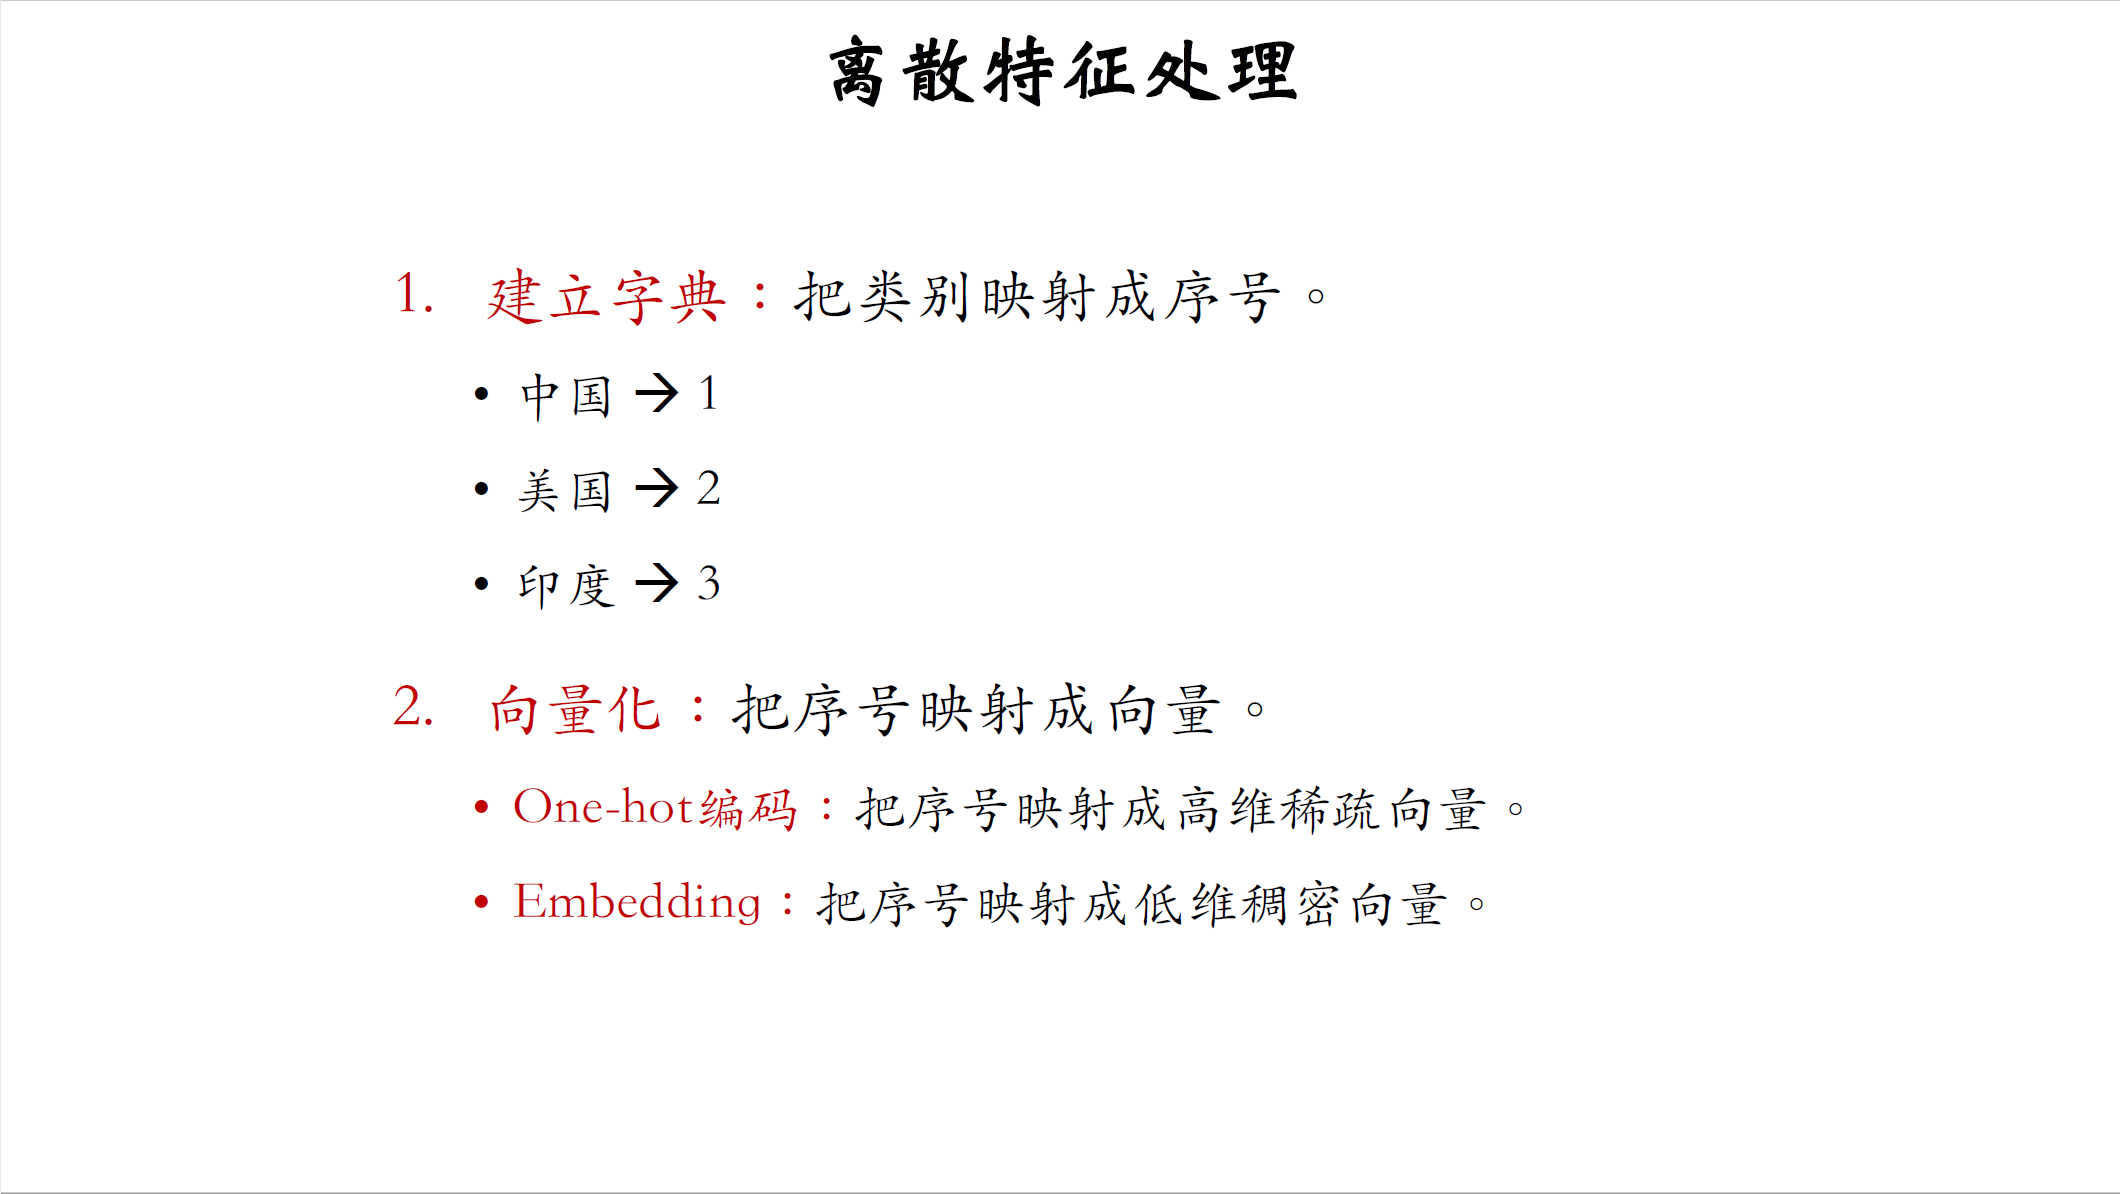 离散特征处理
1. 建立字典：把类别映射成序号。
• 中国 → 1
• 美国 → 2
• 印度 → 3
2. 向量化：把序号映射成向量。
• One-hot编码：把序号映射成高维稀疏向量。
• Embedding：把序号映射成低维稠密向量。